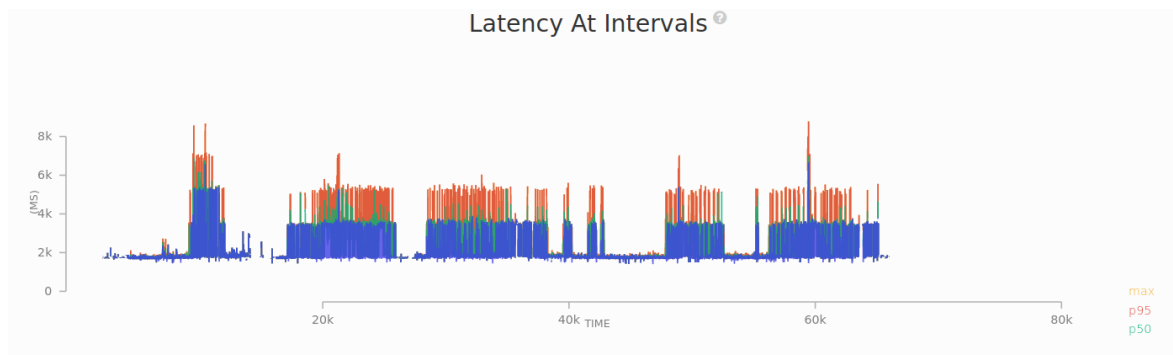 Latency At Intervals ?
8k
6k
(MS)
4k
2k
0
20k
40k
TIME
60k
80k
max
p95
p50